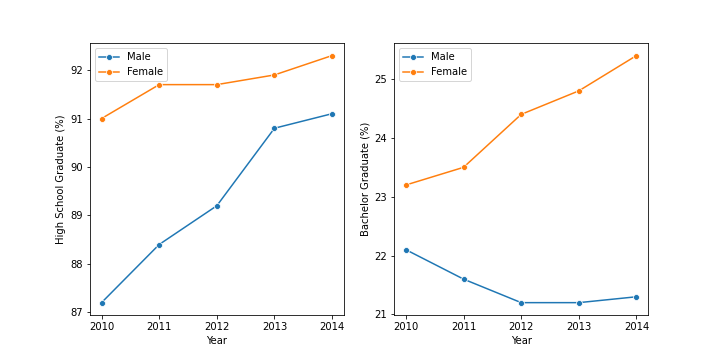 Male
Female
High School Graduate (%)
92
91
90
89
88
87
2010 2011 2012 2013 2014
Year
Male
Female
Bachelor Graduate (%)
25
24
23
22
21
2010 2011 2012 2013 2014
Year